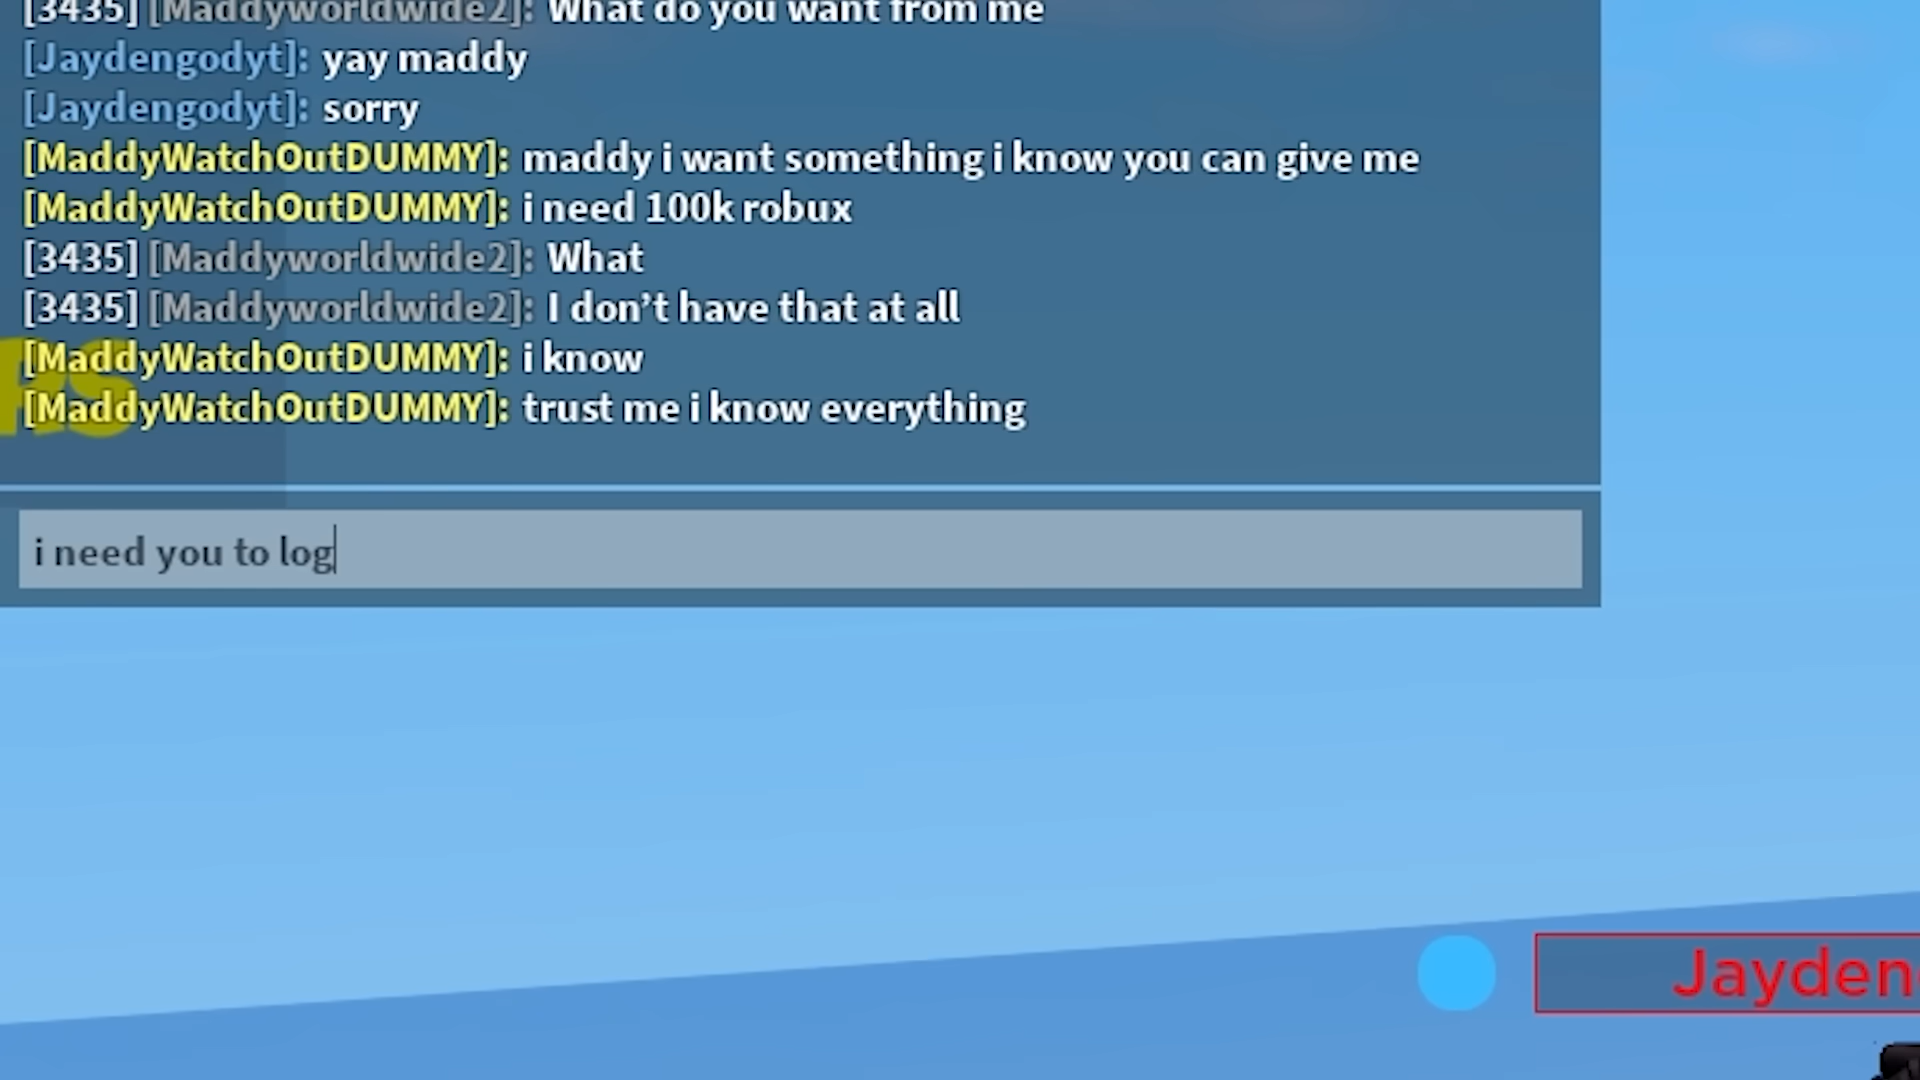 [3435] [Maddyworldwide2]: What do you want from me
[Jaydengodyt]: yay maddy
[Jaydengodyt]: sorry
[MaddyWatchOutDUMMY]: maddy i want something i know you can give me
[MaddyWatchOutDUMMY]: i need 100k robux
[3435] [Maddyworldwide2]: What
[3435] [Maddyworldwide2]: I don’t have that at all
[MaddyWatchOutDUMMY]: i know
[MaddyWatchOutDUMMY]: trust me i know everything
RS
i need you to log
Jayden